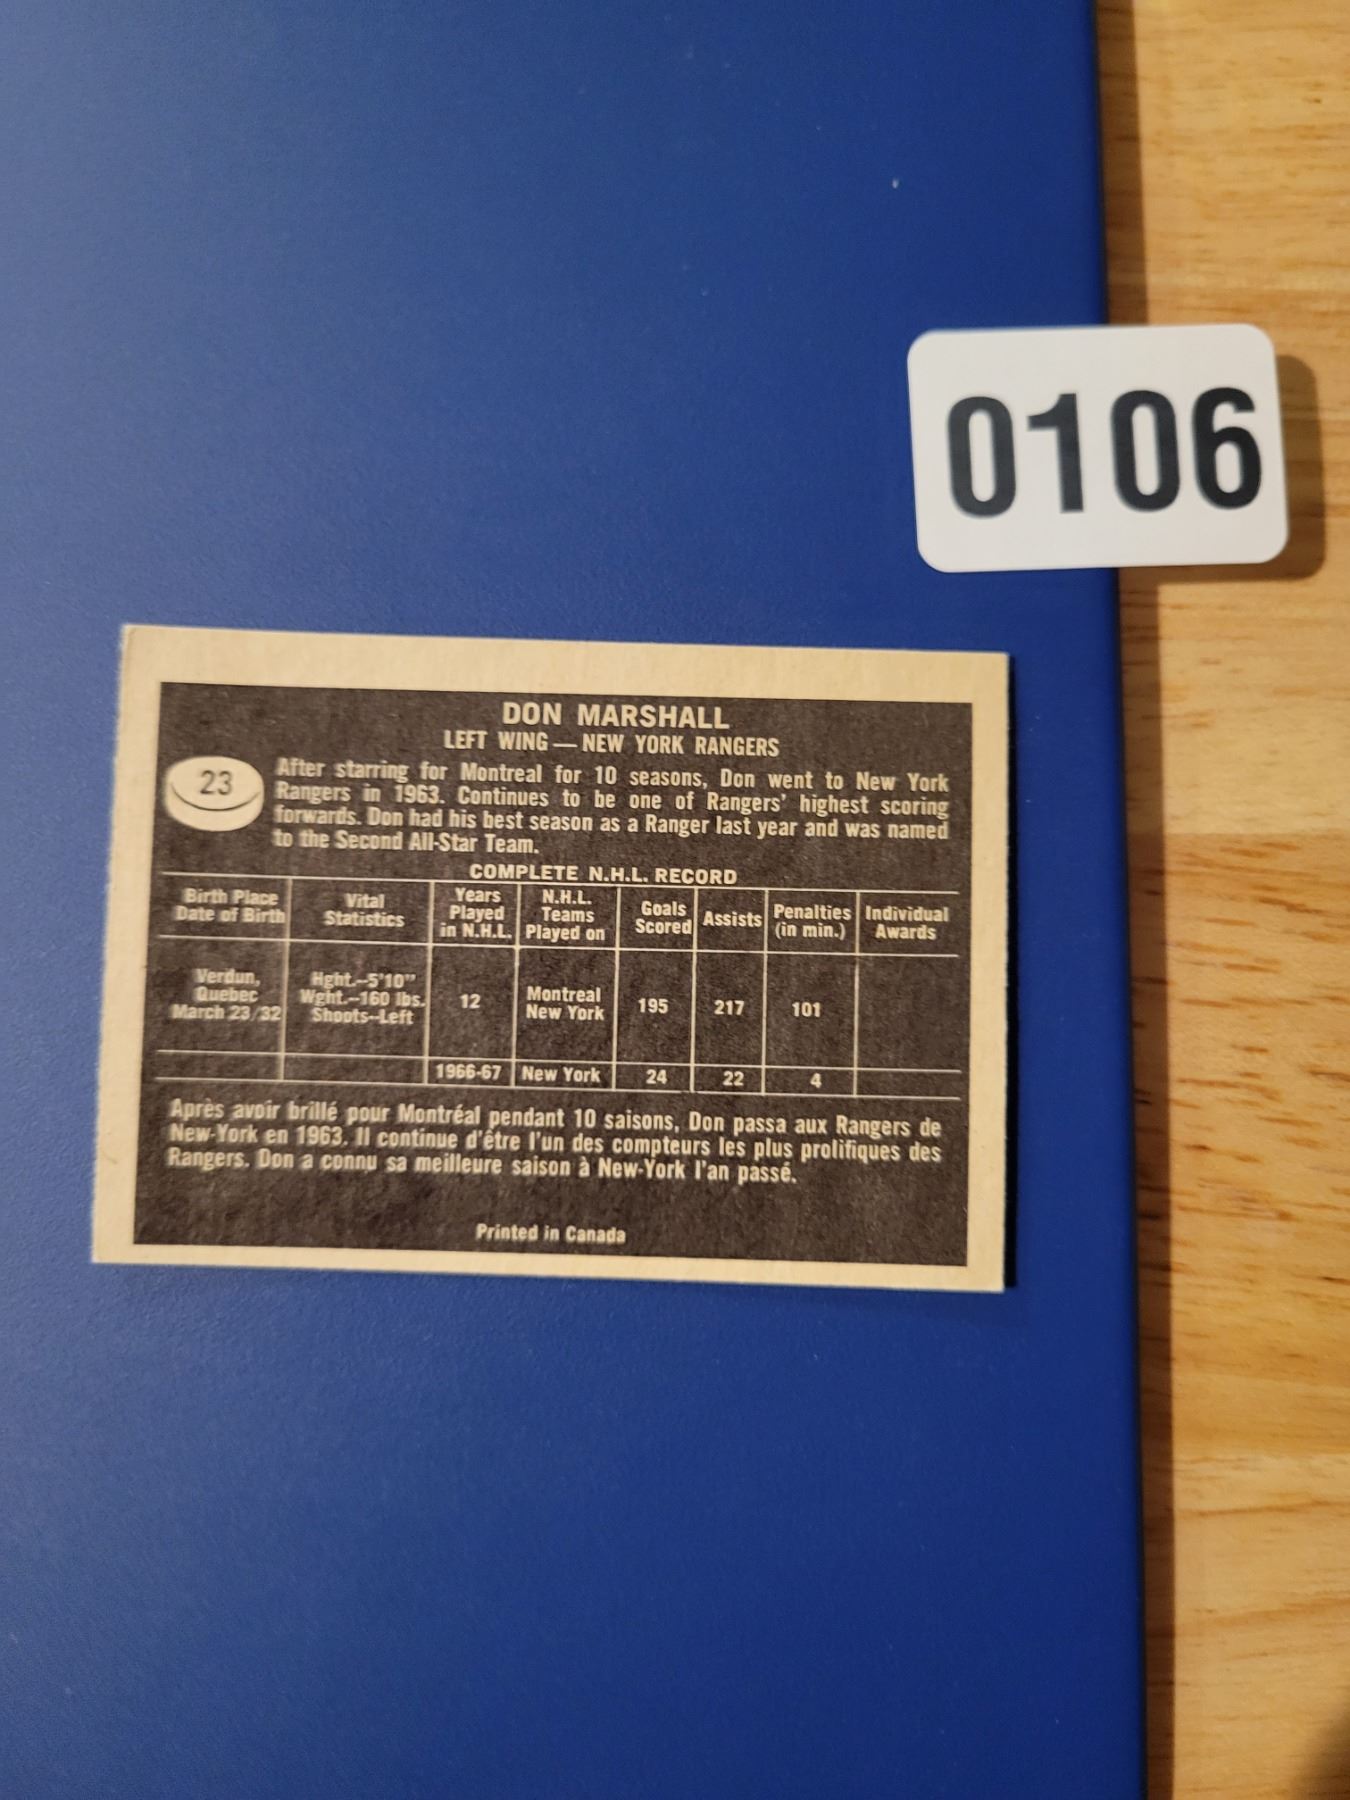 0106
DON MARSHALL
LEFT WING — NEW YORK RANGERS
23
After starring for Montreal for 10 seasons, Don went to New York
Rangers in 1963. Continues to be one of Rangers' highest scoring
forwards. Don had his best season as a Ranger last year and was named
to the Second All-Star Team.
COMPLETE N.H.L. RECORD
Birth Place Date of Birth | Vital Statistics | Years Played in N.H.L. | N.H.L. Teams Played on | Goals Scored | Assists | Penalties (in min.) | Individual Awards
Verdun, Quebec March 23/32 | Hght.--5'10" Wght.--160 lbs. Shoots--Left | 12 | Montreal New York | 195 | 217 | 101
1966-67 | New York | 24 | 22 | 4
Après avoir brillé pour Montréal pendant 10 saisons, Don passa aux Rangers de
New-York en 1963. Il continue d'être l'un des compteurs les plus prolifiques des
Rangers. Don a connu sa meilleure saison à New-York l'an passé.
Printed in Canada